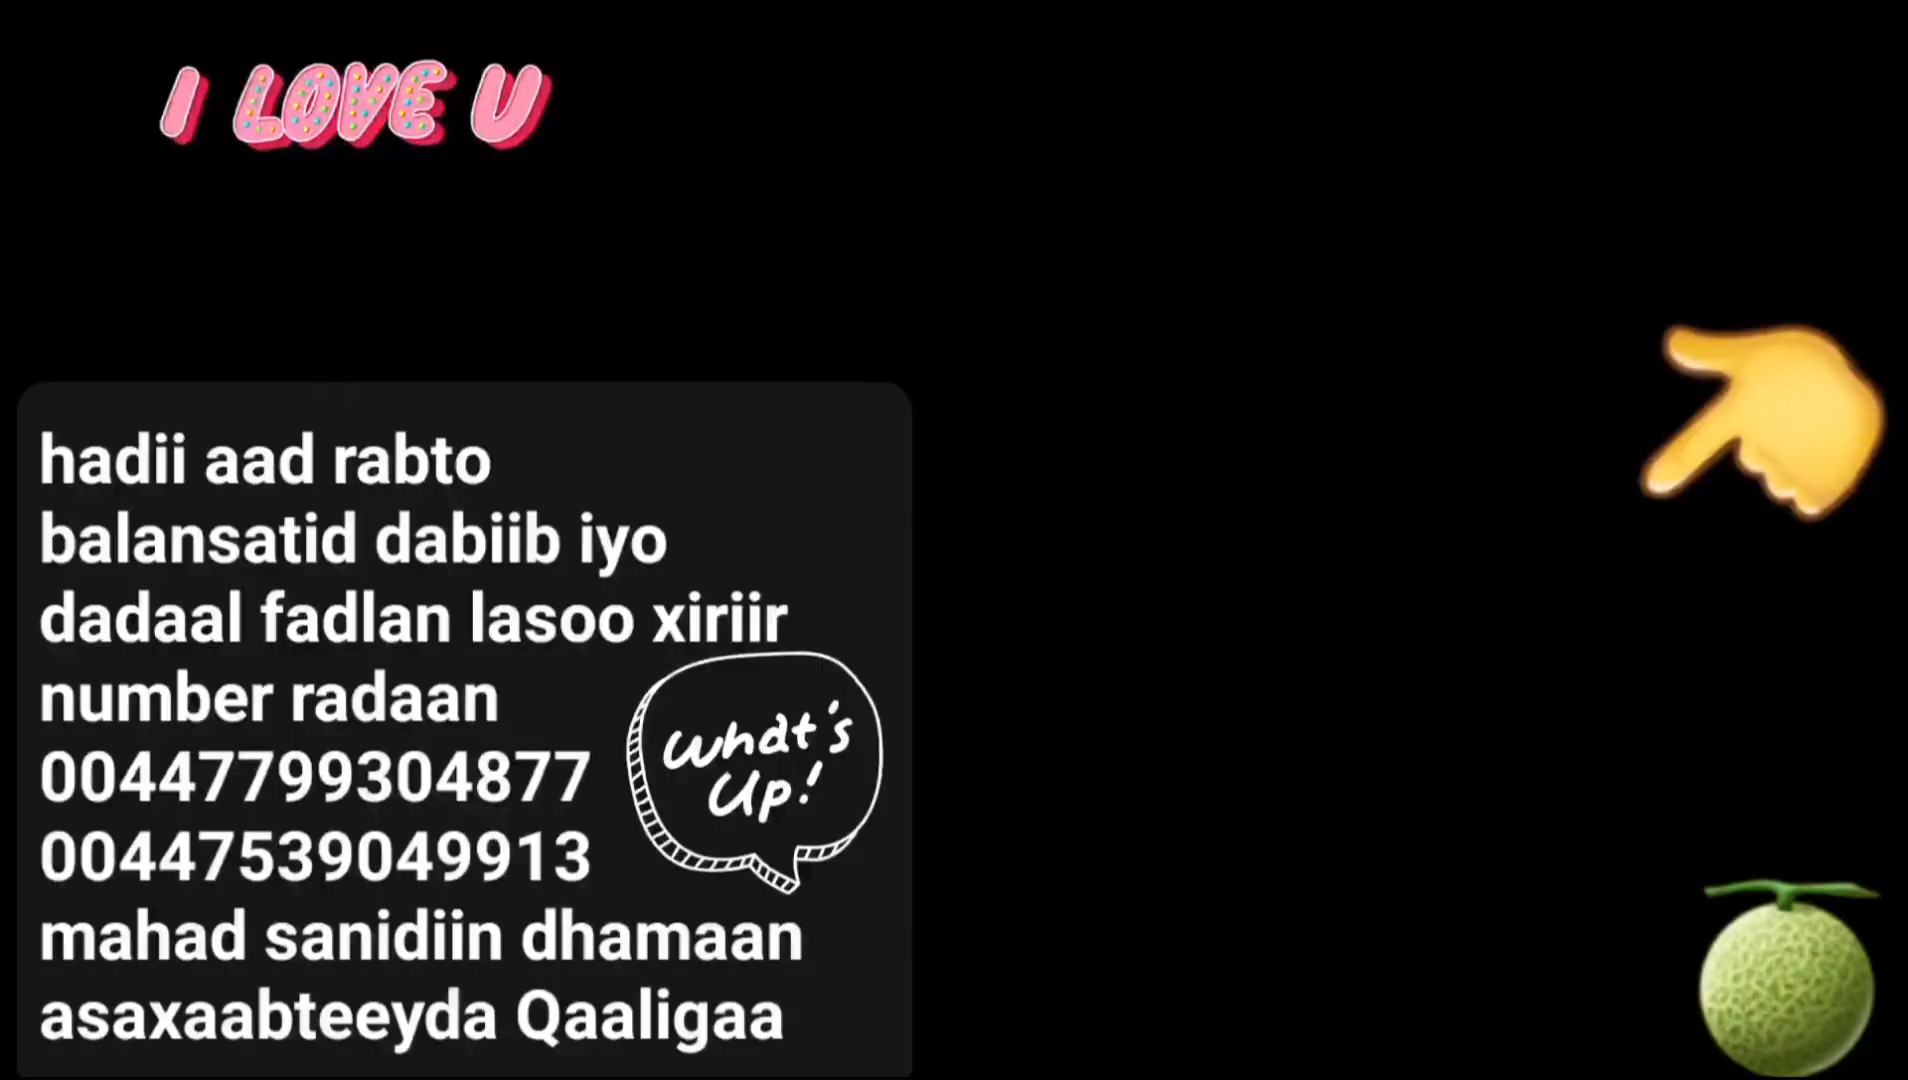 I LOVE U
hadii aad rabto
balansatid dabiib iyo
dadaal fadlan lasoo xiriir
number radaan
00447799304877
00447539049913
mahad sanidiin dhamaan
asaxaabteeyda Qaaligaa
What's
Up!